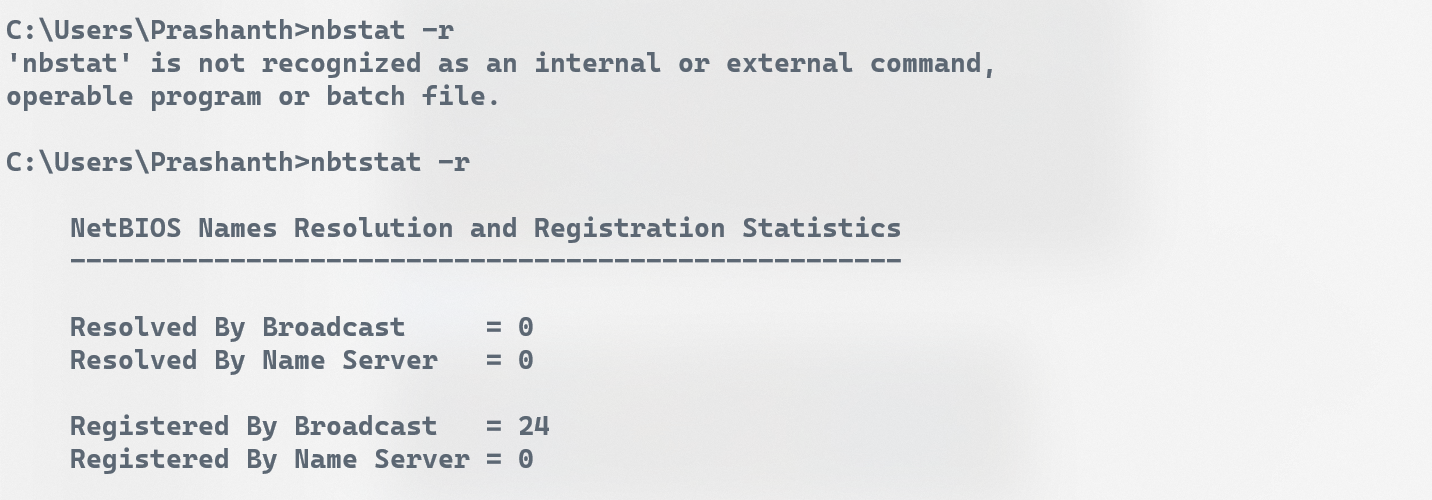 C:\Users\Prashanth>nbstat -r
'nbstat' is not recognized as an internal or external command,
operable program or batch file.
C:\Users\Prashanth>nbtstat -r
NetBIOS Names Resolution and Registration Statistics
----------------------------------------------------
Resolved By Broadcast     = 0
Resolved By Name Server   = 0
Registered By Broadcast   = 24
Registered By Name Server = 0